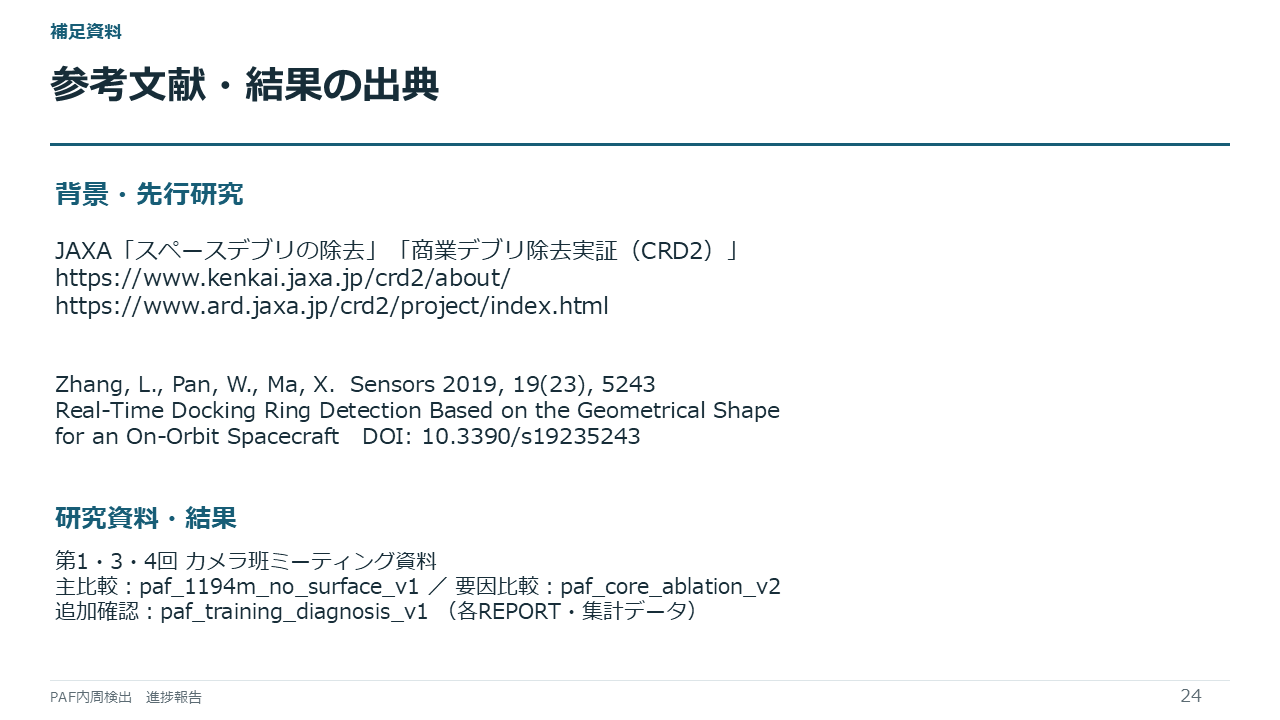 補足資料
参考文献・結果の出典
背景・先行研究
JAXA「スペースデブリの除去」「商業デブリ除去実証（CRD2）」
https://www.kenkai.jaxa.jp/crd2/about/
https://www.ard.jaxa.jp/crd2/project/index.html
Zhang, L., Pan, W., Ma, X.  Sensors 2019, 19(23), 5243
Real-Time Docking Ring Detection Based on the Geometrical Shape
for an On-Orbit Spacecraft　DOI: 10.3390/s19235243
研究資料・結果
第1・3・4回 カメラ班ミーティング資料
主比較：paf_1194m_no_surface_v1 ／ 要因比較：paf_core_ablation_v2
追加確認：paf_training_diagnosis_v1 （各REPORT・集計データ）
PAF内周検出　進捗報告
24